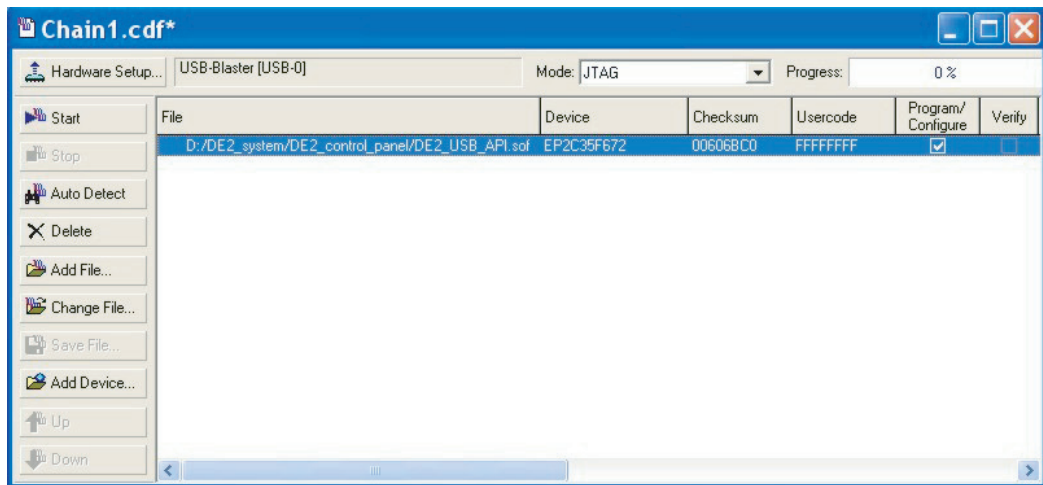 Chain1.cdf*
Hardware Setup... USB-Blaster [USB-0] Mode: JTAG Progress: 0 %
Start
Stop
Auto Detect
Delete
Add File...
Change File...
Save File...
Add Device...
Up
Down
File Device Checksum Usercode Program/ Configure Verify
D:/DE2_system/DE2_control_panel/DE2_USB_API.sof EP2C35F672 00606BC0 FFFFFFFF